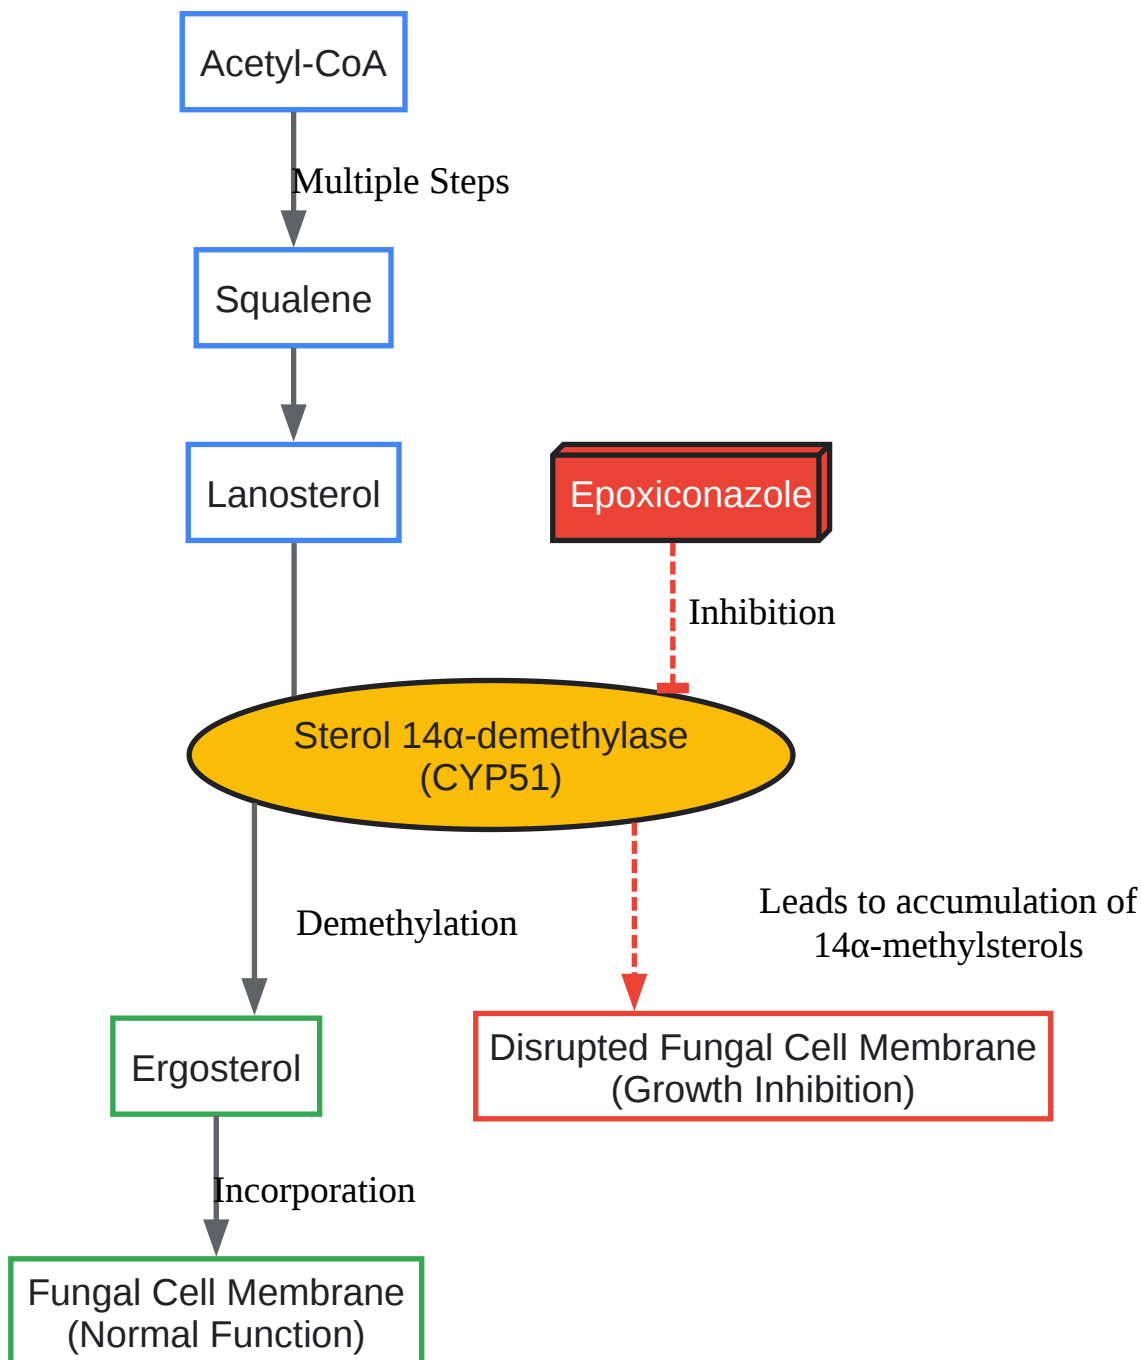 Acetyl-CoA
Multiple Steps
Squalene
Lanosterol
Epoxiconazole
Inhibition
Sterol 14α-demethylase
(CYP51)
Demethylation
Leads to accumulation of
14α-methylsterols
Ergosterol
Disrupted Fungal Cell Membrane
(Growth Inhibition)
Incorporation
Fungal Cell Membrane
(Normal Function)